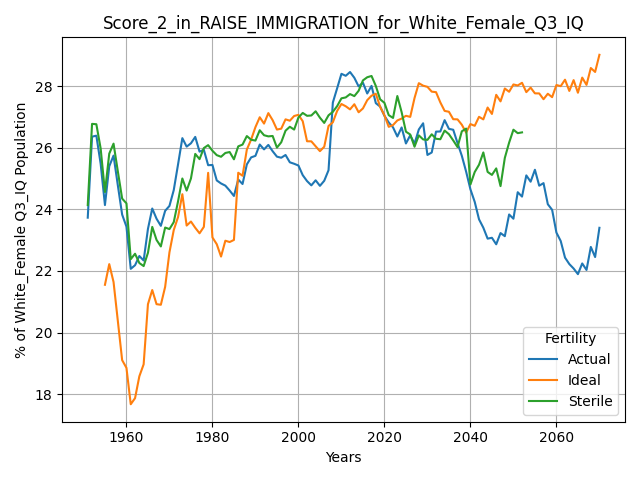 Score_2_in_RAISE_IMMIGRATION_for_White_Female_Q3_IQ
% of White_Female Q3_IQ Population
28
26
24
22
20
18
1960
1980
2000
2020
2040
2060
Years
Fertility
Actual
Ideal
Sterile